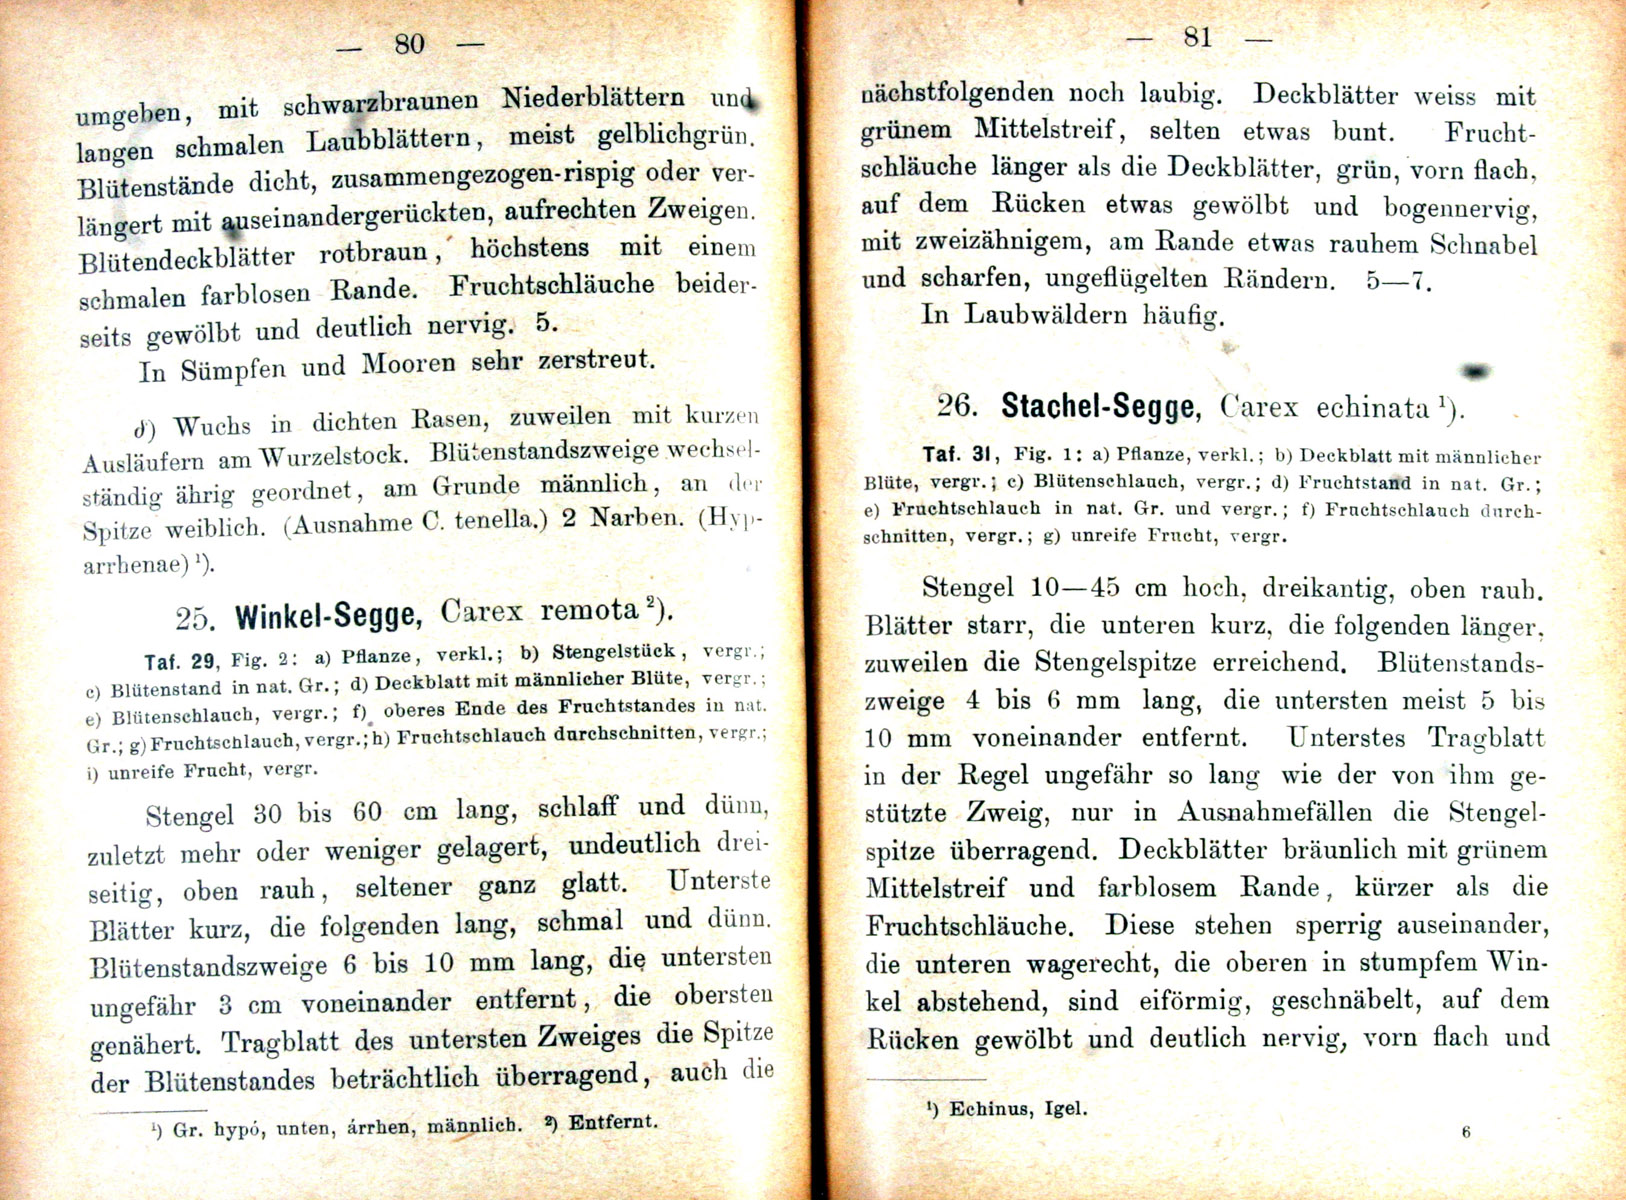 — 80 —
umgeben, mit schwarzbraunen Niederblättern und
langen schmalen Laubblättern, meist gelblichgrün.
Blütenstände dicht, zusammengezogen-rispig oder ver-
längert mit auseinandergerückten, aufrechten Zweigen.
Blütendeckblätter rotbraun, höchstens mit einem
schmalen farblosen Rande. Fruchtschläuche beider-
seits gewölbt und deutlich nervig. 5.
In Sümpfen und Mooren sehr zerstreut.
d) Wuchs in dichten Rasen, zuweilen mit kurzen
Ausläufern am Wurzelstock. Blütenstandszweige wechsel-
ständig ährig geordnet, am Grunde männlich, an der
Spitze weiblich. (Ausnahme C. tenella.) 2 Narben. (Hyp-
arrhenae) ¹).
25. Winkel-Segge, Carex remota ²).
Taf. 29, Fig. 2: a) Pflanze, verkl.; b) Stengelstück, vergr.;
c) Blütenstand in nat. Gr.; d) Deckblatt mit männlicher Blüte, vergr.;
e) Blütenschlauch, vergr.; f) oberes Ende des Fruchtstandes in nat.
Gr.; g) Fruchtschlauch, vergr.; h) Fruchtschlauch durchschnitten, vergr.;
i) unreife Frucht, vergr.
Stengel 30 bis 60 cm lang, schlaff und dünn,
zuletzt mehr oder weniger gelagert, undeutlich drei-
seitig, oben rauh, seltener ganz glatt. Unterste
Blätter kurz, die folgenden lang, schmal und dünn.
Blütenstandszweige 6 bis 10 mm lang, die untersten
ungefähr 3 cm voneinander entfernt, die obersten
genähert. Tragblatt des untersten Zweiges die Spitze
der Blütenstandes beträchtlich überragend, auch die
¹) Gr. hypó, unten, árrhen, männlich. ²) Entfernt.
— 81 —
nächstfolgenden noch laubig. Deckblätter weiss mit
grünem Mittelstreif, selten etwas bunt. Frucht-
schläuche länger als die Deckblätter, grün, vorn flach,
auf dem Rücken etwas gewölbt und bogennervig,
mit zweizähnigem, am Rande etwas rauhem Schnabel
und scharfen, ungeflügelten Rändern. 5—7.
In Laubwäldern häufig.
26. Stachel-Segge, Carex echinata ¹).
Taf. 31, Fig. 1: a) Pflanze, verkl.; b) Deckblatt mit männlicher
Blüte, vergr.; c) Blütenschlauch, vergr.; d) Fruchtstand in nat. Gr.;
e) Fruchtschlauch in nat. Gr. und vergr.; f) Fruchtschlauch durch-
schnitten, vergr.; g) unreife Frucht, vergr.
Stengel 10—45 cm hoch, dreikantig, oben rauh.
Blätter starr, die unteren kurz, die folgenden länger,
zuweilen die Stengelspitze erreichend. Blütenstands-
zweige 4 bis 6 mm lang, die untersten meist 5 bis
10 mm voneinander entfernt. Unterstes Tragblatt
in der Regel ungefähr so lang wie der von ihm ge-
stützte Zweig, nur in Ausnahmefällen die Stengel-
spitze überragend. Deckblätter bräunlich mit grünem
Mittelstreif und farblosem Rande, kürzer als die
Fruchtschläuche. Diese stehen sperrig auseinander,
die unteren wagerecht, die oberen in stumpfem Win-
kel abstehend, sind eiförmig, geschnäbelt, auf dem
Rücken gewölbt und deutlich nervig, vorn flach und
¹) Echinus, Igel.
6